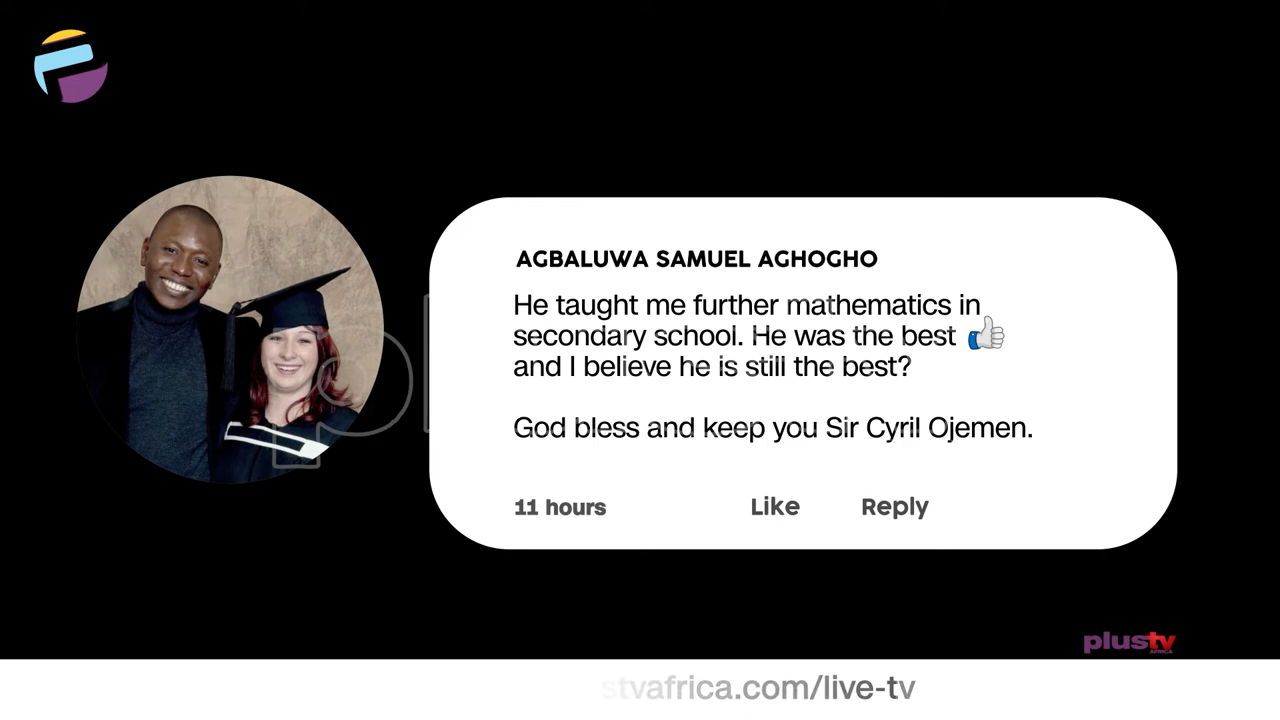 AGBALUWA SAMUEL AGHOGHO
He taught me further mathematics in
secondary school. He was the best 👍
and I believe he is still the best?
God bless and keep you Sir Cyril Ojemen.
11 hours Like Reply
plustv
AFRICA
stvafrica.com/live-tv